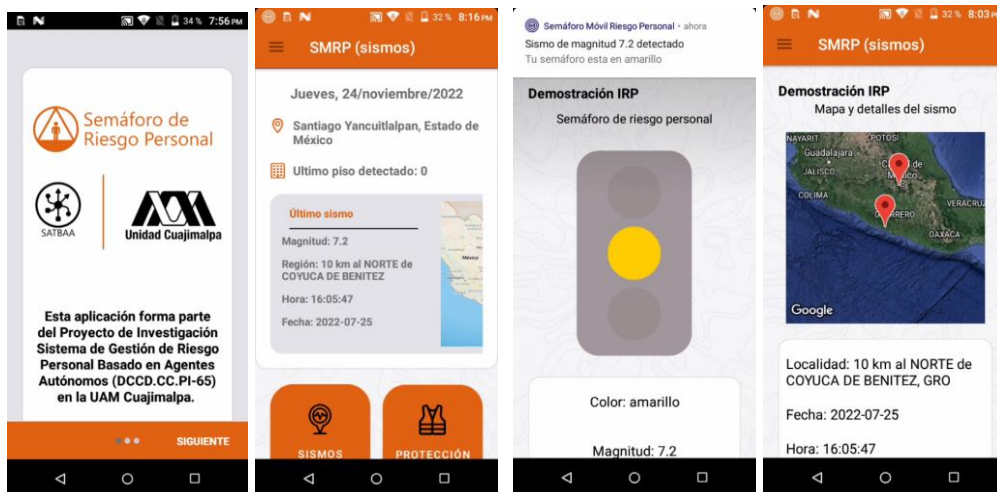 34 % 7:56 PM
Semáforo de
Riesgo Personal
SATBAA
Unidad Cuajimalpa
Esta aplicación forma parte
del Proyecto de Investigación
Sistema de Gestión de Riesgo
Personal Basado en Agentes
Autónomos (DCCD.CC.PI-65)
en la UAM Cuajimalpa.
SIGUIENTE
32 % 8:16 PM
SMRP (sismos)
Jueves, 24/noviembre/2022
Santiago Yancuitlalpan, Estado de
México
Ultimo piso detectado: 0
Último sismo
Magnitud: 7.2
Región: 10 km al NORTE de
COYUCA DE BENITEZ
Hora: 16:05:47
Fecha: 2022-07-25
México
SISMOS
PROTECCIÓN
Semáforo Móvil Riesgo Personal • ahora
Sismo de magnitud 7.2 detectado
Tu semáforo esta en amarillo
Demostración IRP
Semáforo de riesgo personal
Color: amarillo
Magnitud: 7.2
32 % 8:03 P
SMRP (sismos)
Demostración IRP
Mapa y detalles del sismo
NAYARIT
POTOSI
Guadalajara
de
JALISCO
COLIMA
VERACRU
OAXACA
Google
Localidad: 10 km al NORTE de
COYUCA DE BENITEZ, GRO
Fecha: 2022-07-25
Hora: 16:05:47